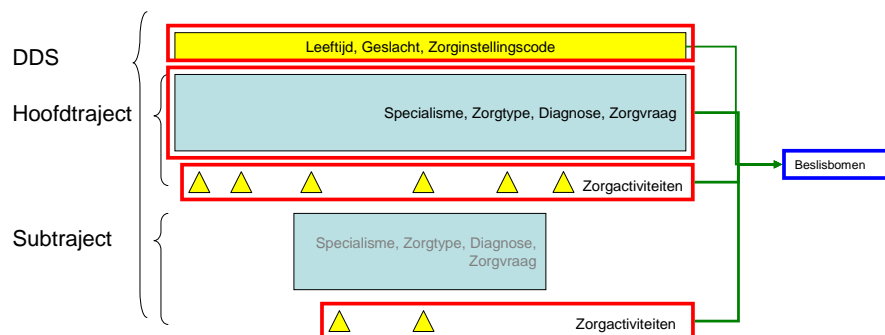 DDS
Leeftijd, Geslacht, Zorginstellingscode
Hoofdtraject
Specialisme, Zorgtype, Diagnose, Zorgvraag
Beslisbomen
Zorgactiviteiten
Subtraject
Specialisme, Zorgtype, Diagnose,
Zorgvraag
Zorgactiviteiten